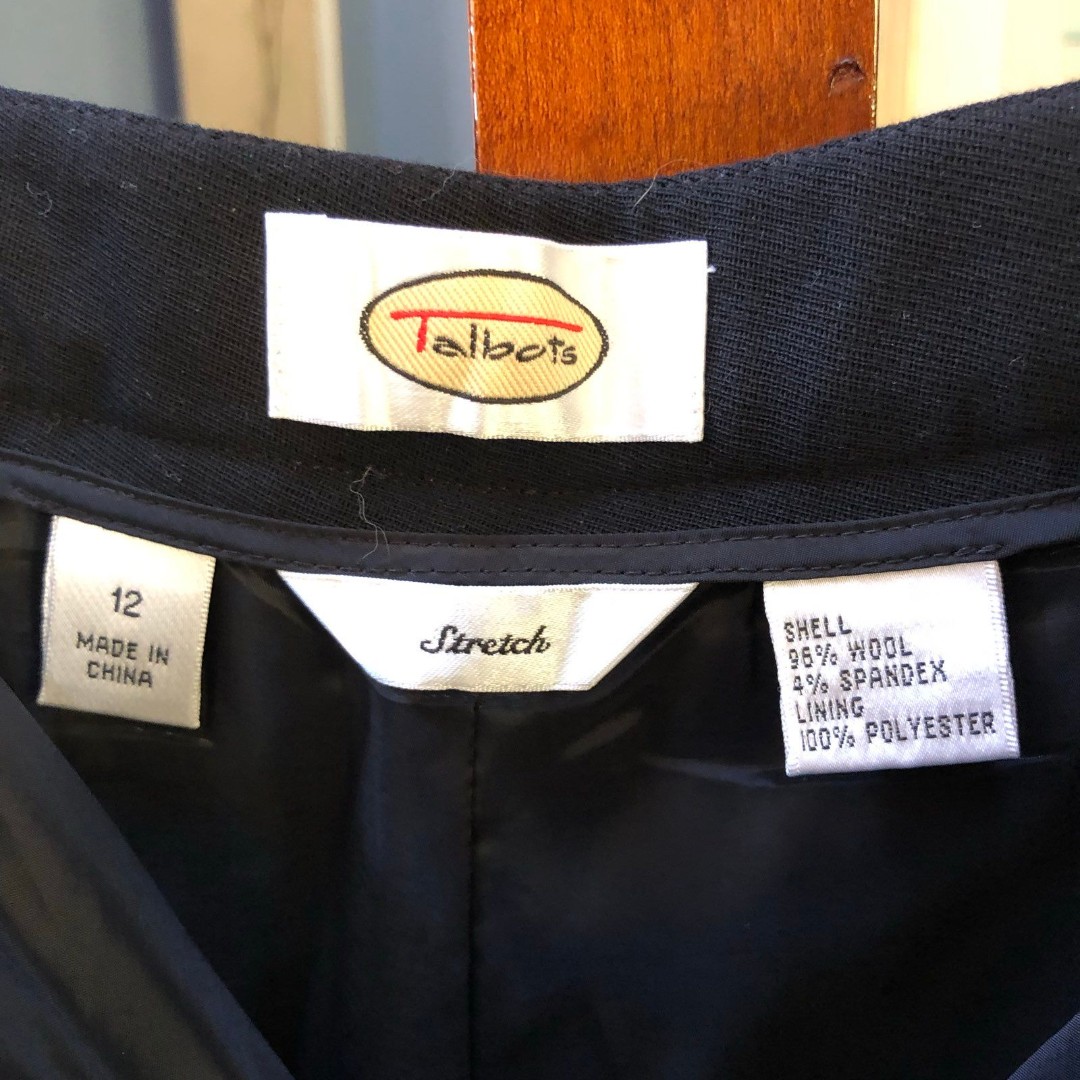 Talbots
12
MADE IN
CHINA
Stretch
SHELL
96% WOOL
4% SPANDEX
LINING
100% POLYESTER